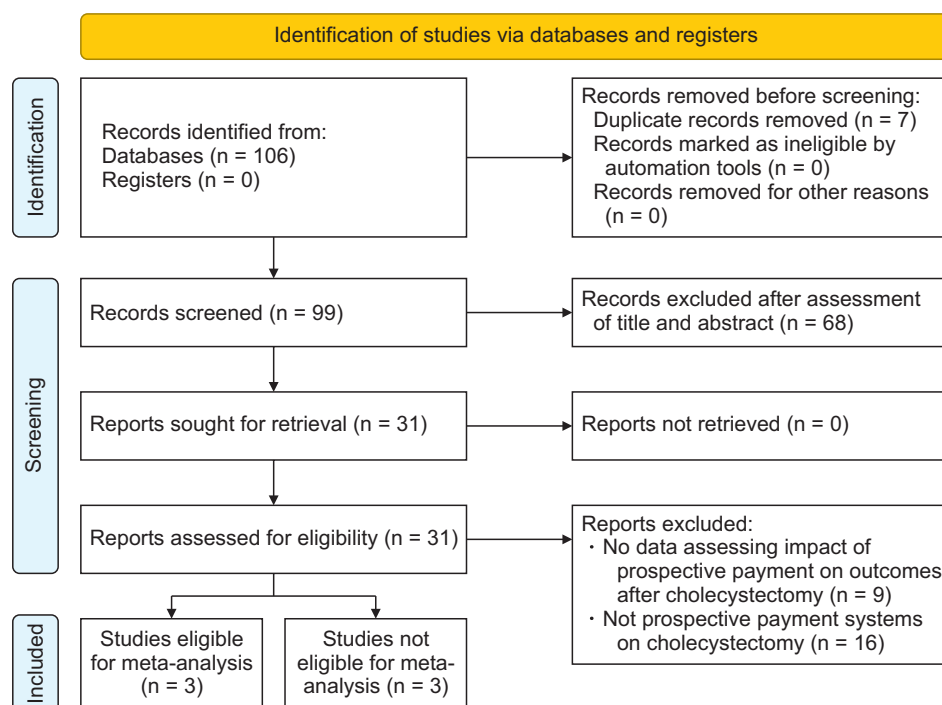 Identification of studies via databases and registers
Identification
Records identified from:
Databases (n = 106)
Registers (n = 0)
Records removed before screening:
Duplicate records removed (n = 7)
Records marked as ineligible by
automation tools (n = 0)
Records removed for other reasons
(n = 0)
Screening
Records screened (n = 99)
Records excluded after assessment
of title and abstract (n = 68)
Reports sought for retrieval (n = 31)
Reports not retrieved (n = 0)
Reports assessed for eligibility (n = 31)
Reports excluded:
· No data assessing impact of
prospective payment on outcomes
after cholecystectomy (n = 9)
· Not prospective payment systems
on cholecystectomy (n = 16)
Included
Studies eligible
for meta-analysis
(n = 3)
Studies not
eligible for meta-
analysis (n = 3)